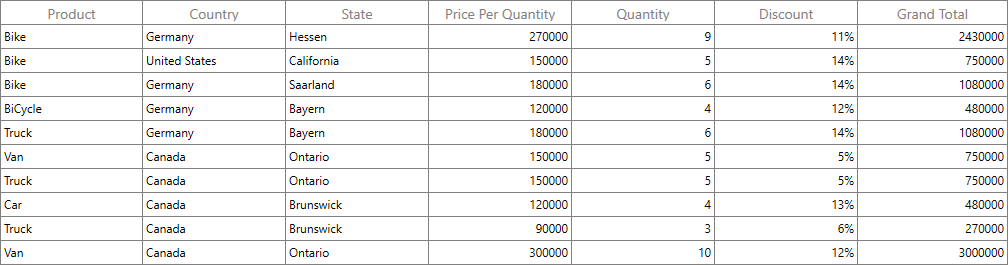 Product Country State Price Per Quantity Quantity Discount Grand Total
Bike Germany Hessen 270000 9 11% 2430000
Bike United States California 150000 5 14% 750000
Bike Germany Saarland 180000 6 14% 1080000
BiCycle Germany Bayern 120000 4 12% 480000
Truck Germany Bayern 180000 6 14% 1080000
Van Canada Ontario 150000 5 5% 750000
Truck Canada Ontario 150000 5 5% 750000
Car Canada Brunswick 120000 4 13% 480000
Truck Canada Brunswick 90000 3 6% 270000
Van Canada Ontario 300000 10 12% 3000000